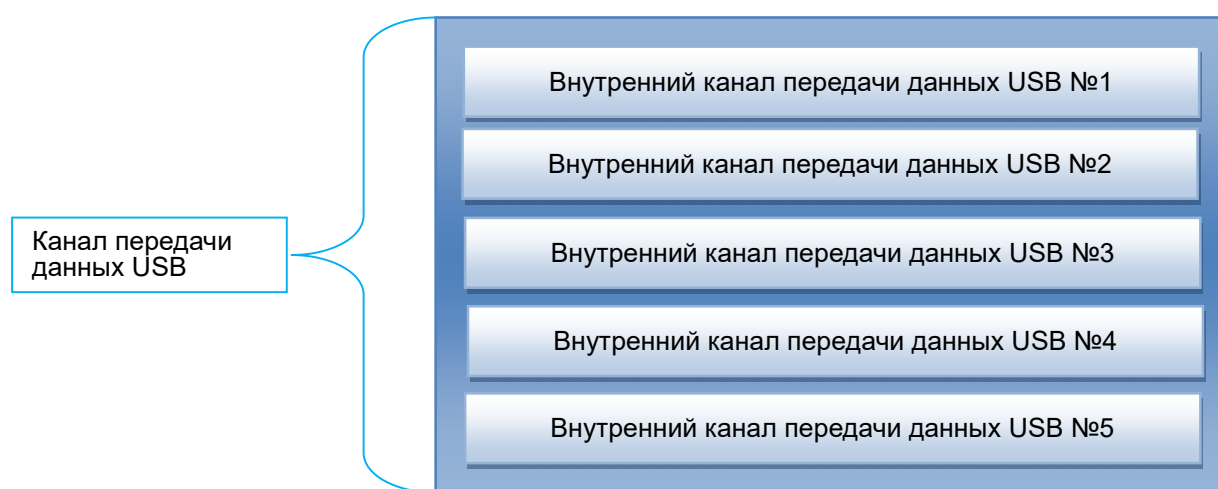 Внутренний канал передачи данных USB №1
Внутренний канал передачи данных USB №2
Канал передачи
данных USB
Внутренний канал передачи данных USB №3
Внутренний канал передачи данных USB №4
Внутренний канал передачи данных USB №5